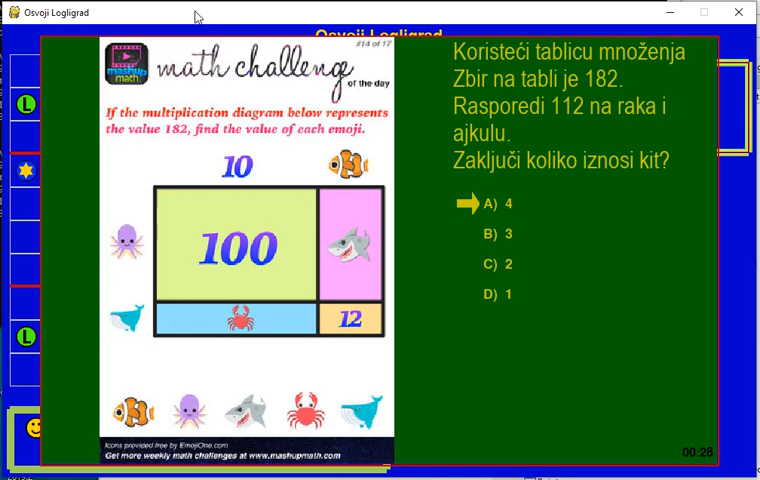 Osvoji Logligrad
Osvoji Logligrad
L
L
mashup
math
math challenge
of the day
#14 of 17
If the multiplication diagram below represents
the value 182, find the value of each emoji.
10
100
12
Icons provided free by EmojiOne.com
Get more weekly math challenges at www.mashupmath.com
Koristeći tablicu množenja
Zbir na tabli je 182.
Rasporedi 112 na raka i
ajkulu.
Zaključi koliko iznosi kit?
A) 4
B) 3
C) 2
D) 1
00:28